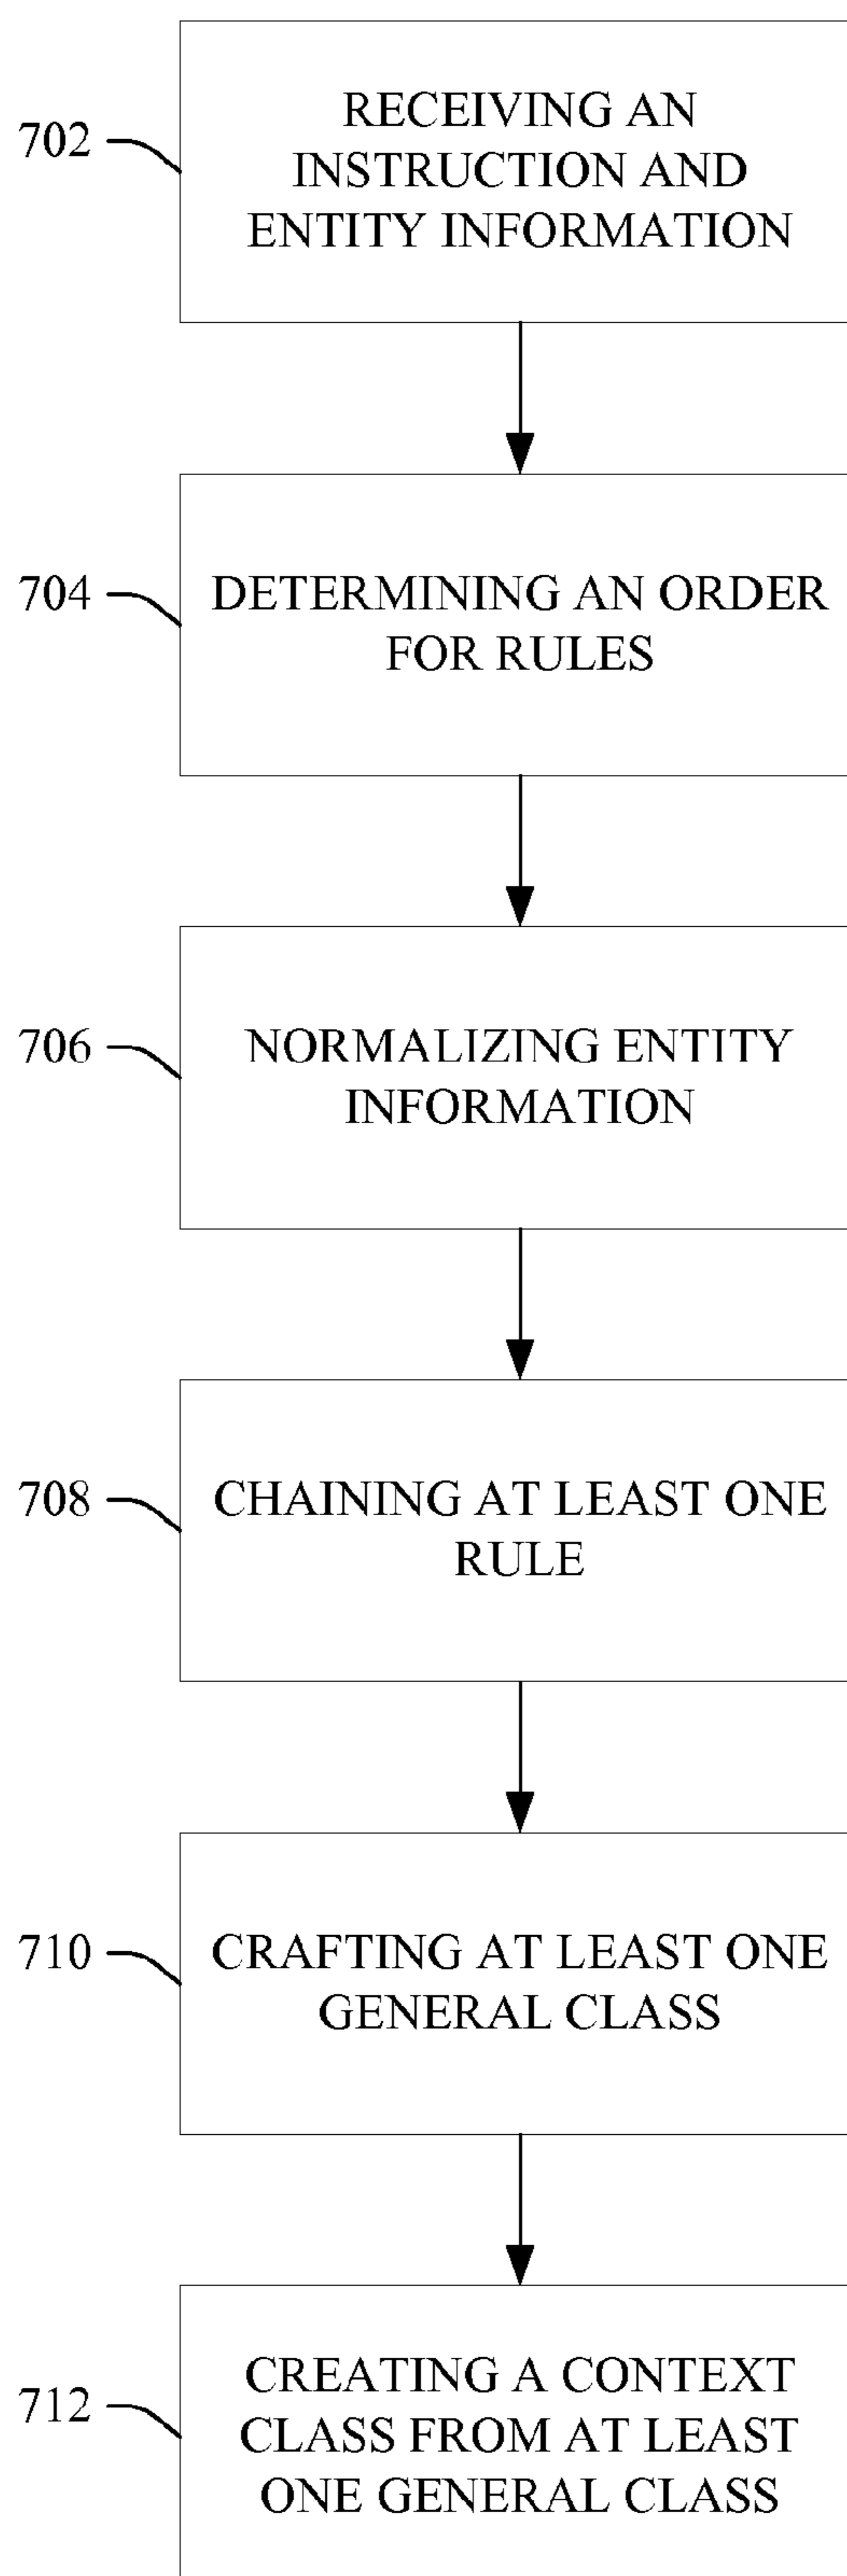 702
RECEIVING AN
INSTRUCTION AND
ENTITY INFORMATION
704
DETERMINING AN ORDER
FOR RULES
706
NORMALIZING ENTITY
INFORMATION
708
CHAINING AT LEAST ONE
RULE
710
CRAFTING AT LEAST ONE
GENERAL CLASS
712
CREATING A CONTEXT
CLASS FROM AT LEAST
ONE GENERAL CLASS